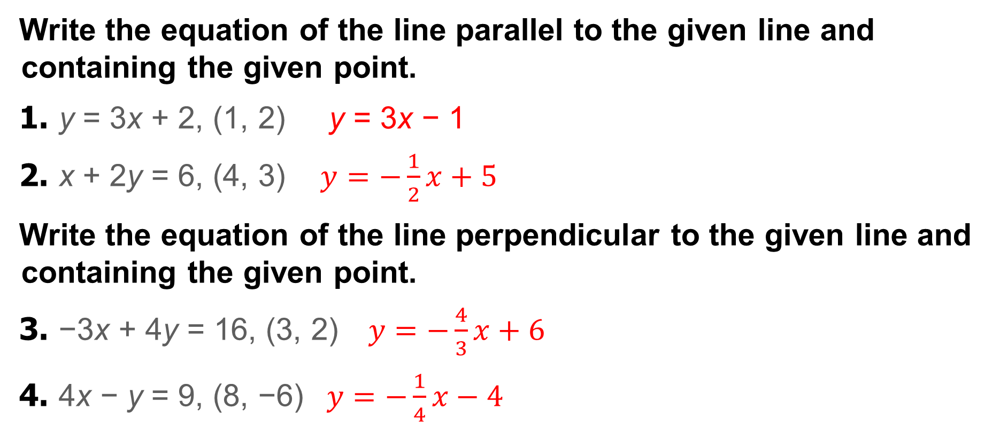 Write the equation of the line parallel to the given line and
containing the given point.
1. y = 3x + 2, (1, 2) y = 3x − 1
2. x + 2y = 6, (4, 3) y = −1/2 x + 5
Write the equation of the line perpendicular to the given line and
containing the given point.
3. −3x + 4y = 16, (3, 2) y = −4/3 x + 6
4. 4x − y = 9, (8, −6) y = −1/4 x − 4